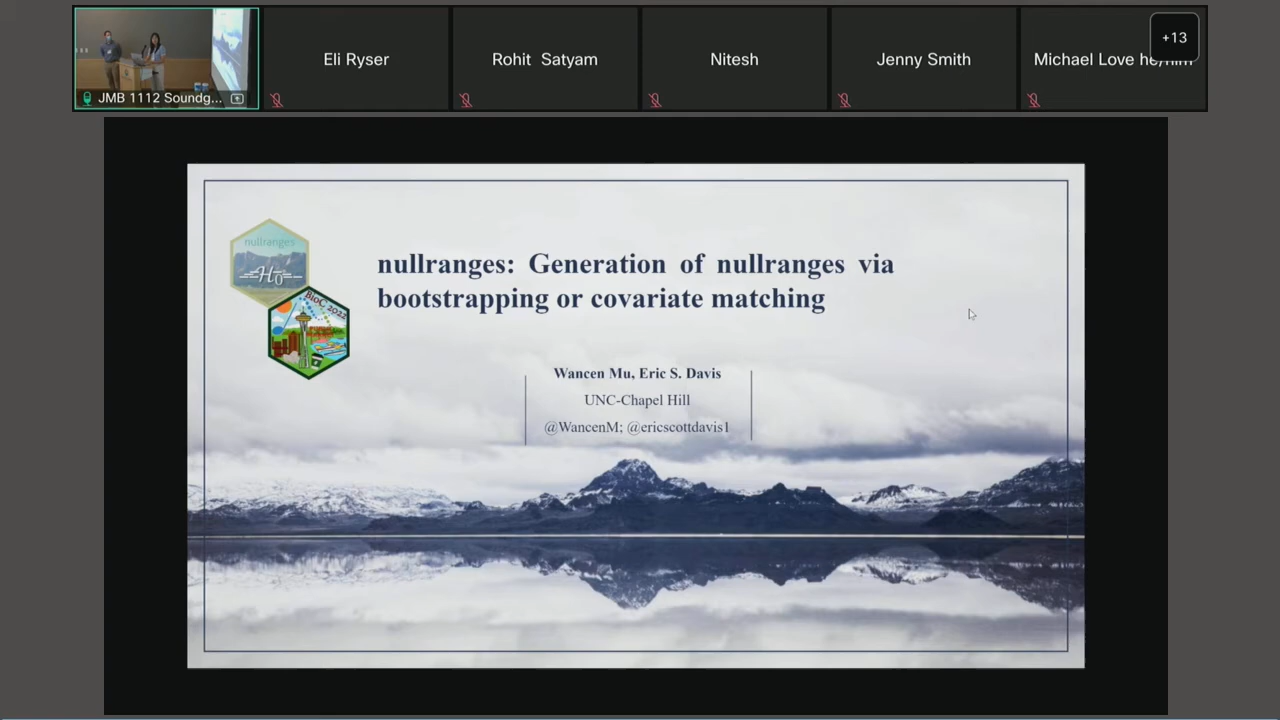 JMB 1112 Soundg...
Eli Ryser
Rohit Satyam
Nitesh
Jenny Smith
Michael Love he/him
+13
nullranges
H0
BioC 2022
nullranges: Generation of nullranges via
bootstrapping or covariate matching
Wancen Mu, Eric S. Davis
UNC-Chapel Hill
@WancenM; @ericscottdavis1